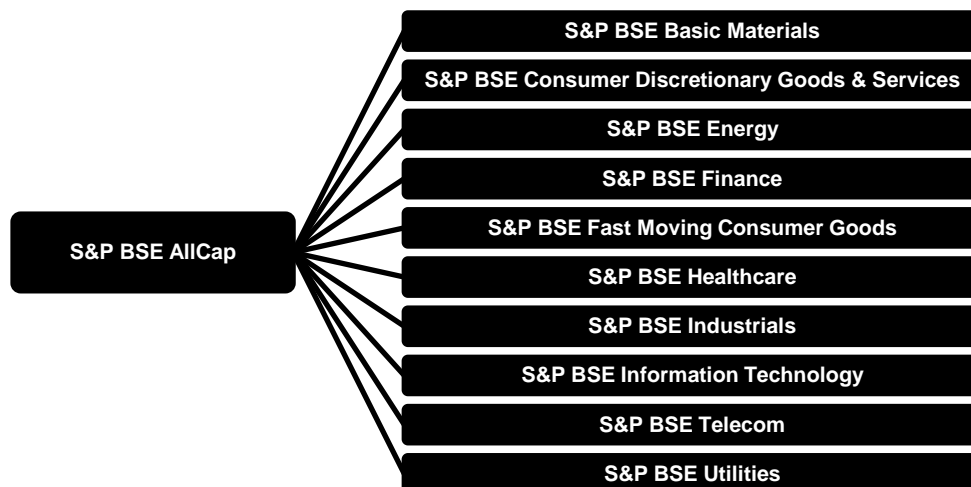 S&P BSE AllCap
S&P BSE Basic Materials
S&P BSE Consumer Discretionary Goods & Services
S&P BSE Energy
S&P BSE Finance
S&P BSE Fast Moving Consumer Goods
S&P BSE Healthcare
S&P BSE Industrials
S&P BSE Information Technology
S&P BSE Telecom
S&P BSE Utilities